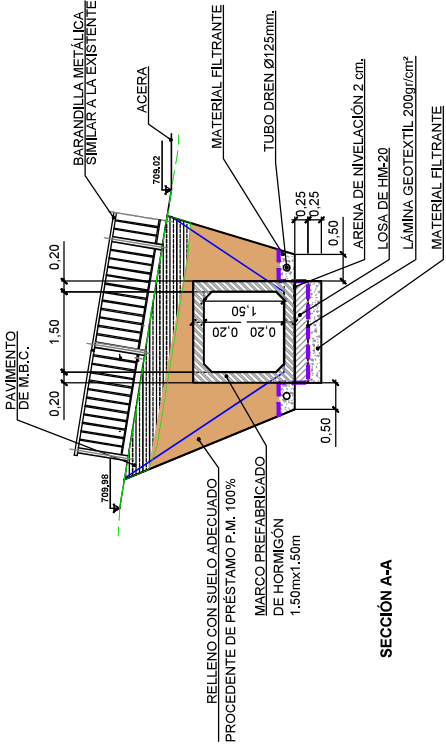 BARANDILLA METÁLICA
SIMILAR A LA EXISTENTE
ACERA
709,02
709,98
PAVIMENTO
DE M.B.C.
0,20
1,50
0,20
MATERIAL FILTRANTE
TUBO DREN Ø125mm.
1,50
0,20
0,20
0,25
0,25
0,50
0,50
ARENA DE NIVELACIÓN 2 cm.
LOSA DE HM-20
LÁMINA GEOTEXTIL 200gr/cm²
MATERIAL FILTRANTE
RELLENO CON SUELO ADECUADO
PROCEDENTE DE PRÉSTAMO P.M. 100%
MARCO PREFABRICADO
DE HORMIGÓN
1.50mx1.50m
SECCIÓN A-A